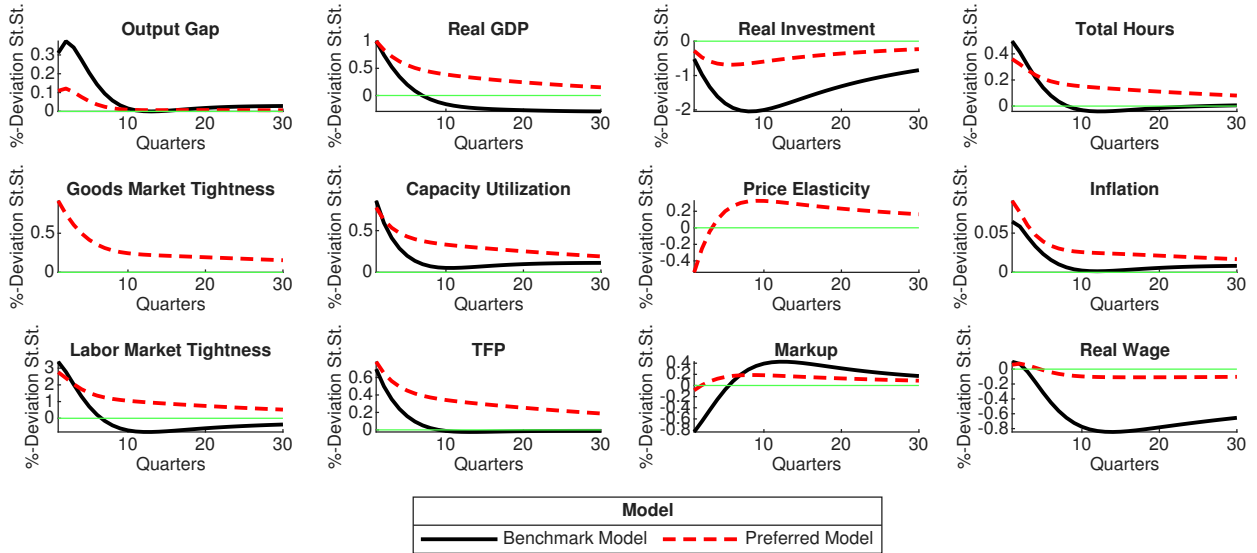 Output Gap
%-Deviation St.St.
0.3
0.2
0.1
0
10
20
30
Quarters
Real GDP
%-Deviation St.St.
1
0.5
0
10
20
30
Quarters
Real Investment
%-Deviation St.St.
0
-1
-2
10
20
30
Quarters
Total Hours
%-Deviation St.St.
0.4
0.2
0
10
20
30
Quarters
Goods Market Tightness
%-Deviation St.St.
0.5
0
10
20
30
Quarters
Capacity Utilization
%-Deviation St.St.
0.5
0
10
20
30
Quarters
Price Elasticity
%-Deviation St.St.
0.2
0
-0.2
-0.4
10
20
30
Quarters
Inflation
%-Deviation St.St.
0.05
0
10
20
30
Quarters
Labor Market Tightness
%-Deviation St.St.
3
2
1
0
10
20
30
Quarters
TFP
%-Deviation St.St.
0.6
0.4
0.2
0
10
20
30
Quarters
Markup
%-Deviation St.St.
0.4
0.2
0
-0.2
-0.4
-0.6
-0.8
10
20
30
Quarters
Real Wage
%-Deviation St.St.
0
-0.2
-0.4
-0.6
-0.8
10
20
30
Quarters
Model
Benchmark Model
Preferred Model